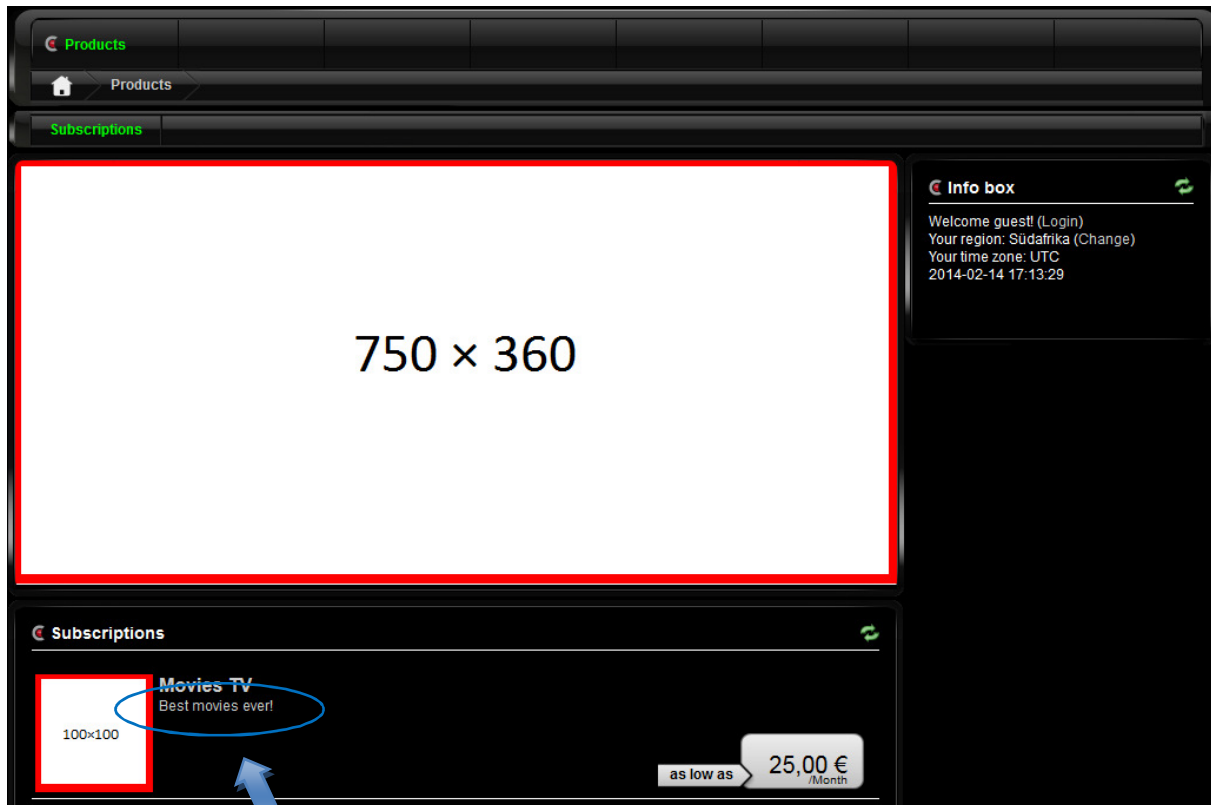 Products
Products
Subscriptions
750 × 360
Info box
Welcome guest! (Login)
Your region: Südafrika (Change)
Your time zone: UTC
2014-02-14 17:13:29
Subscriptions
Movies TV
Best movies ever!
100×100
as low as
25,00 €
/Month